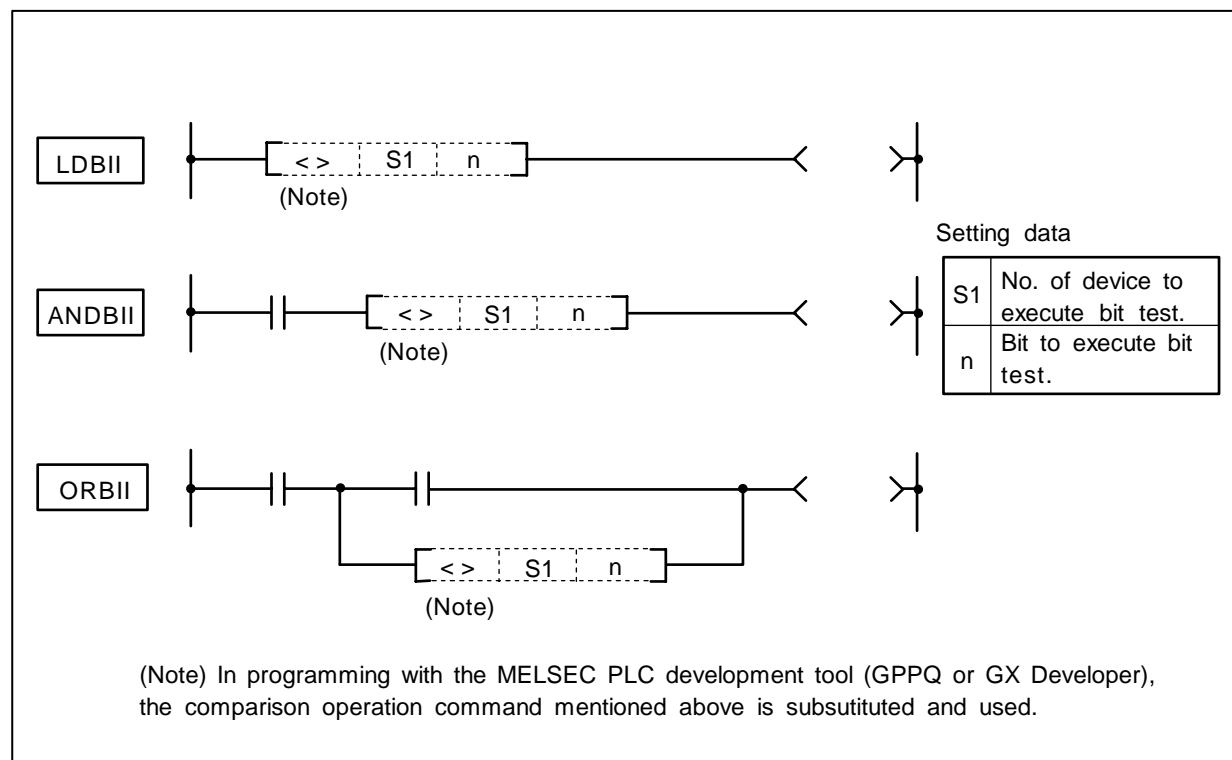 LDBII < > S1 n
(Note)
Setting data
S1 No. of device to
execute bit test.
n Bit to execute bit
test.
ANDBII < > S1 n
(Note)
ORBII
< > S1 n
(Note)
(Note) In programming with the MELSEC PLC development tool (GPPQ or GX Developer),
the comparison operation command mentioned above is subsutituted and used.